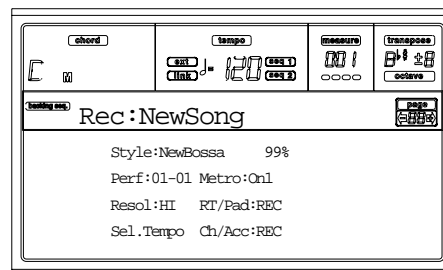 chord tempo measure transpose
C M ext link ♩= 120 seq 1 seq 2 001 B♭♮ ±8
octave
backing seq. Rec:NewSong page
Style:NewBossa 99%
Perf:01-01 Metro:On1
Resol:HI RT/Pad:REC
Sel.Tempo Ch/Acc:REC